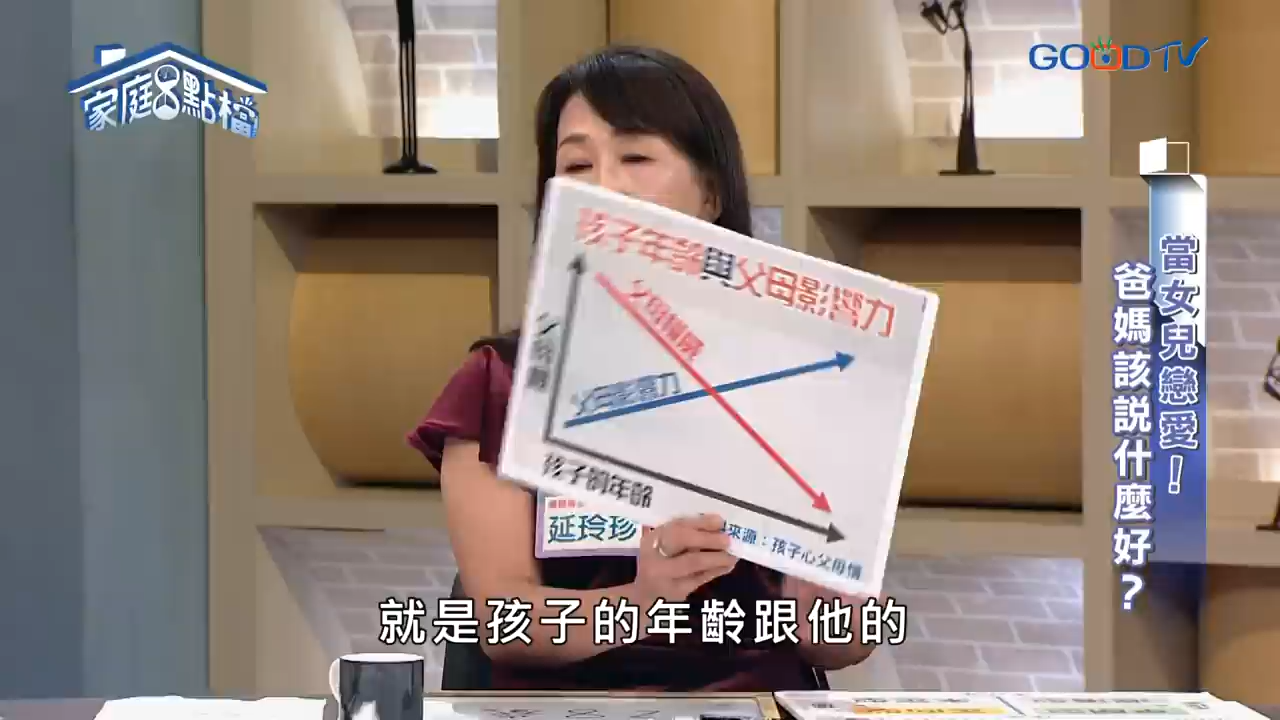 家庭8點檔
GOODTV
當女兒戀愛！
爸媽該說什麼好？
孩子年齡與父母影響力
父母權勢
父母影響力
孩子的年齡
延玲珍
來源：孩子心父母情
就是孩子的年齡跟他的